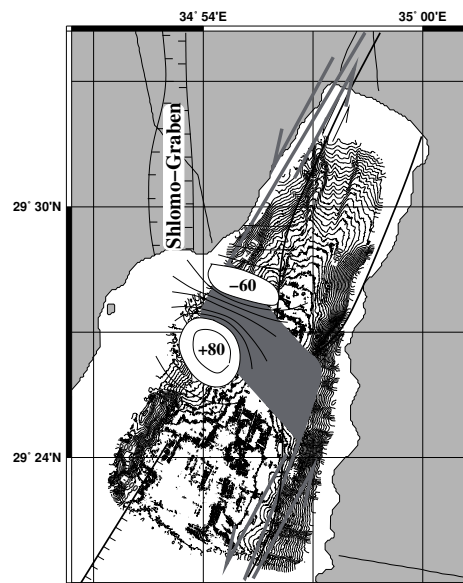 34˚ 54'E
35˚ 00'E
Shlomo−Graben
29˚ 30'N
−60
+80
29˚ 24'N